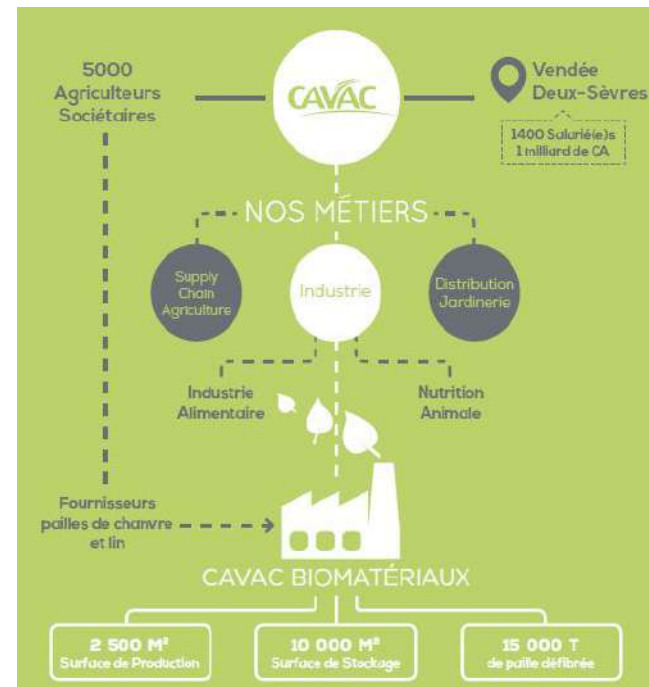 5000
Agriculteurs
Sociétaires
CAVAC
Vendée
Deux-Sèvres
1400 Salarié(e)s
1 milliard de CA
NOS MÉTIERS
Supply
Chain
Agriculture
Industrie
Distribution
Jardinerie
Industrie
Alimentaire
Nutrition
Animale
Fournisseurs
pailles de chanvre
et lin
CAVAC BIOMATÉRIAUX
2 500 M²
Surface de Production
10 000 M²
Surface de Stockage
15 000 T
de paille défibrée